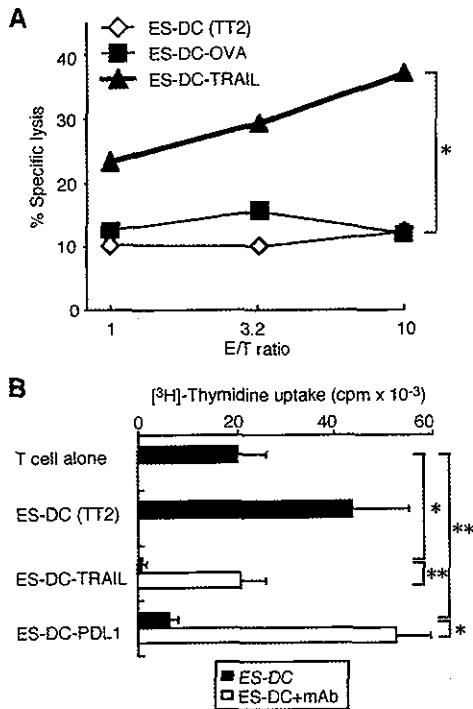 A
ES-DC (TT2)
ES-DC-OVA
ES-DC-TRAIL
% Specific lysis
40
30
20
10
0
*
1
3.2
10
E/T ratio
B
[³H]-Thymidine uptake (cpm x 10⁻³)
0
20
40
60
T cell alone
ES-DC (TT2)
ES-DC-TRAIL
ES-DC-PDL1
*
**
**
*
ES-DC
ES-DC+mAb